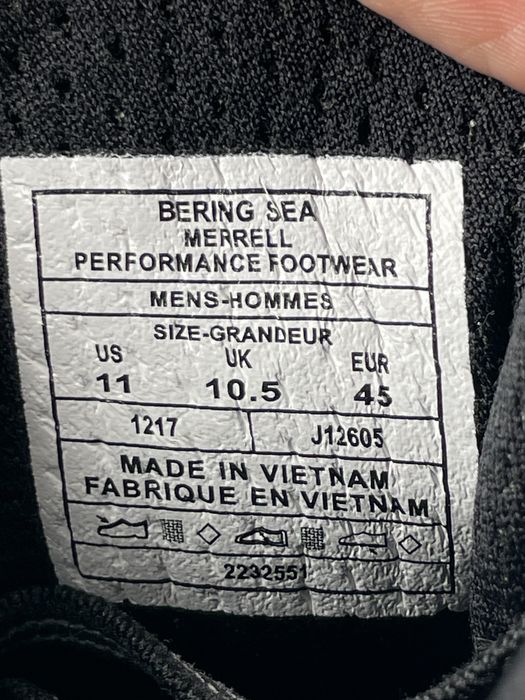 BERING SEA
MERRELL
PERFORMANCE FOOTWEAR
MENS-HOMMES
SIZE-GRANDEUR
US UK EUR
11 10.5 45
1217 J12605
MADE IN VIETNAM
FABRIQUE EN VIETNAM
2232551